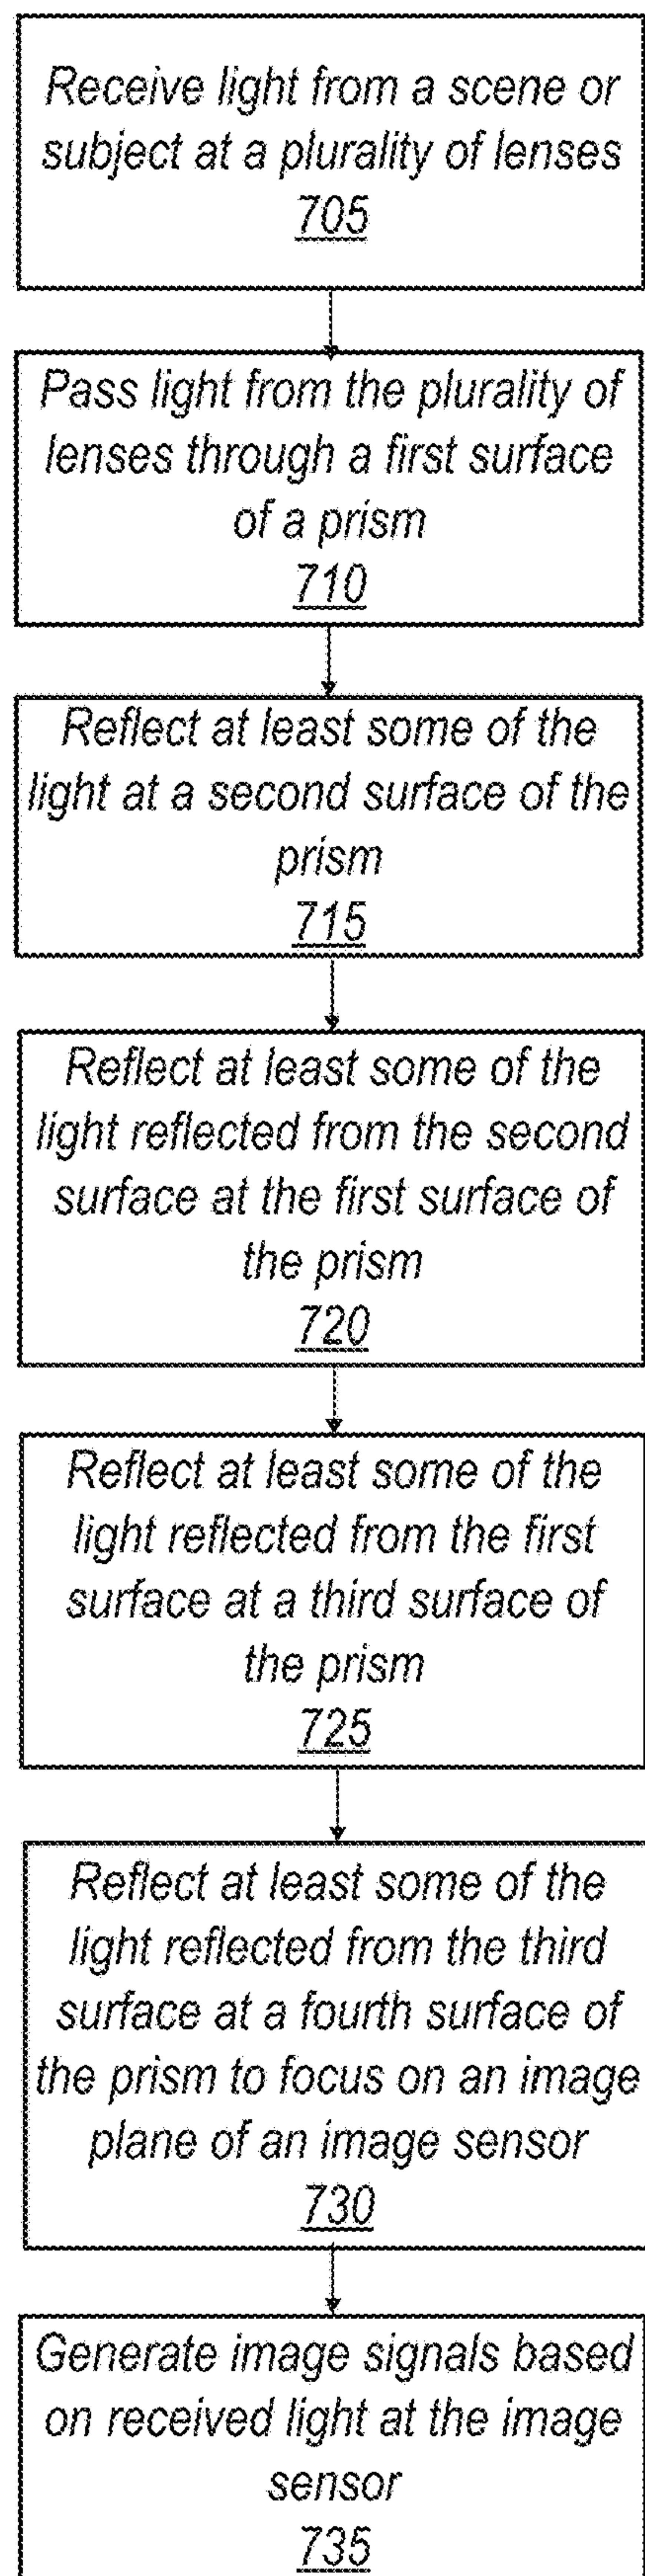 Receive light from a scene or
subject at a plurality of lenses
705
Pass light from the plurality of
lenses through a first surface
of a prism
710
Reflect at least some of the
light at a second surface of the
prism
715
Reflect at least some of the
light reflected from the second
surface at the first surface of
the prism
720
Reflect at least some of the
light reflected from the first
surface at a third surface of
the prism
725
Reflect at least some of the
light reflected from the third
surface at a fourth surface of
the prism to focus on an image
plane of an image sensor
730
Generate image signals based
on received light at the image
sensor
735